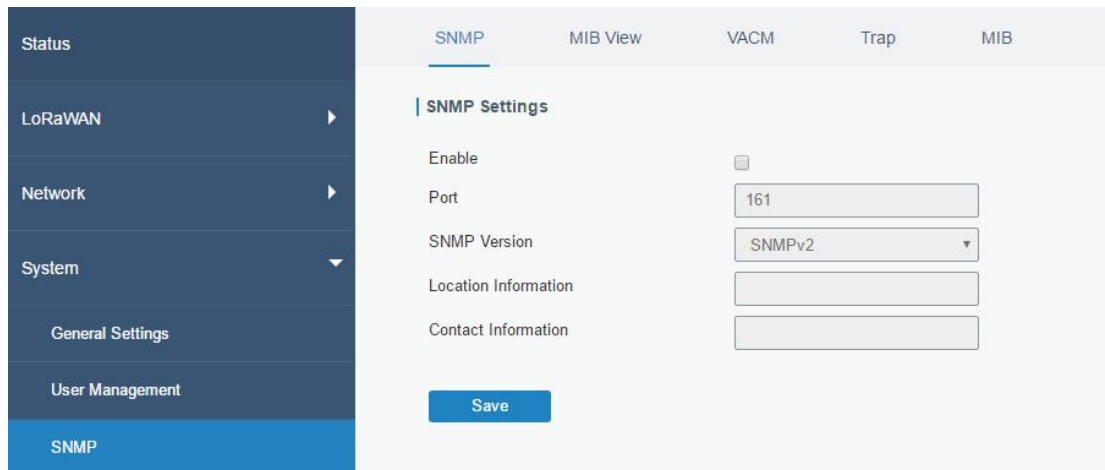 Status
LoRaWAN
Network
System
General Settings
User Management
SNMP
SNMP MIB View VACM Trap MIB
SNMP Settings
Enable
Port 161
SNMP Version SNMPv2
Location Information
Contact Information
Save